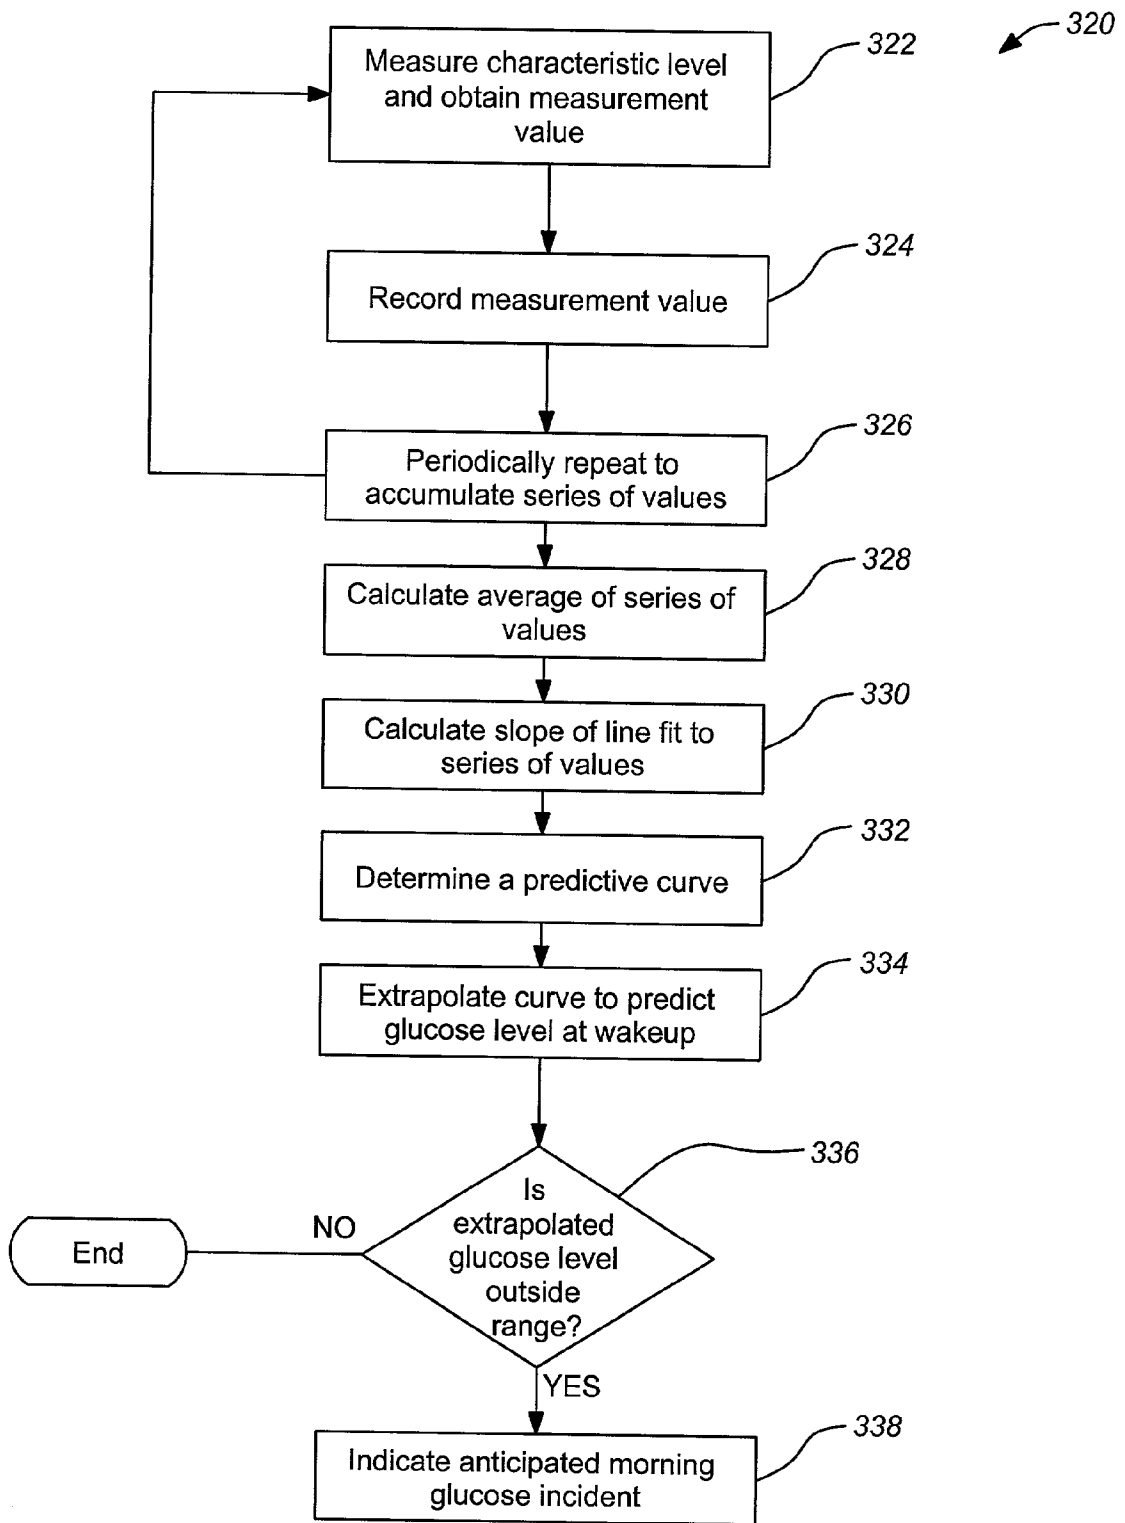 320
322
Measure characteristic level
and obtain measurement
value
324
Record measurement value
326
Periodically repeat to
accumulate series of values
328
Calculate average of series of
values
330
Calculate slope of line fit to
series of values
332
Determine a predictive curve
334
Extrapolate curve to predict
glucose level at wakeup
336
Is
extrapolated
glucose level
outside
range?
NO
End
YES
338
Indicate anticipated morning
glucose incident